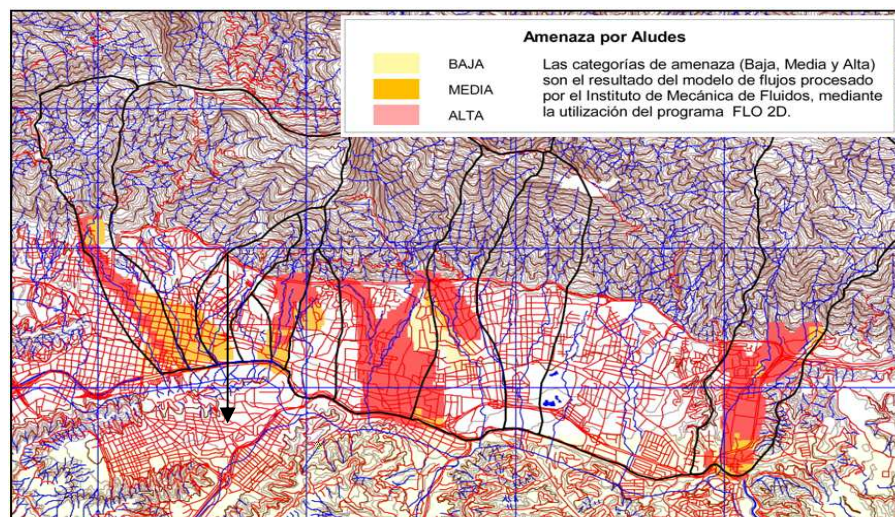 Amenaza por Aludes
BAJA
MEDIA
ALTA
Las categorías de amenaza (Baja, Media y Alta)
son el resultado del modelo de flujos procesado
por el Instituto de Mecánica de Fluidos, mediante
la utilización del programa FLO 2D.